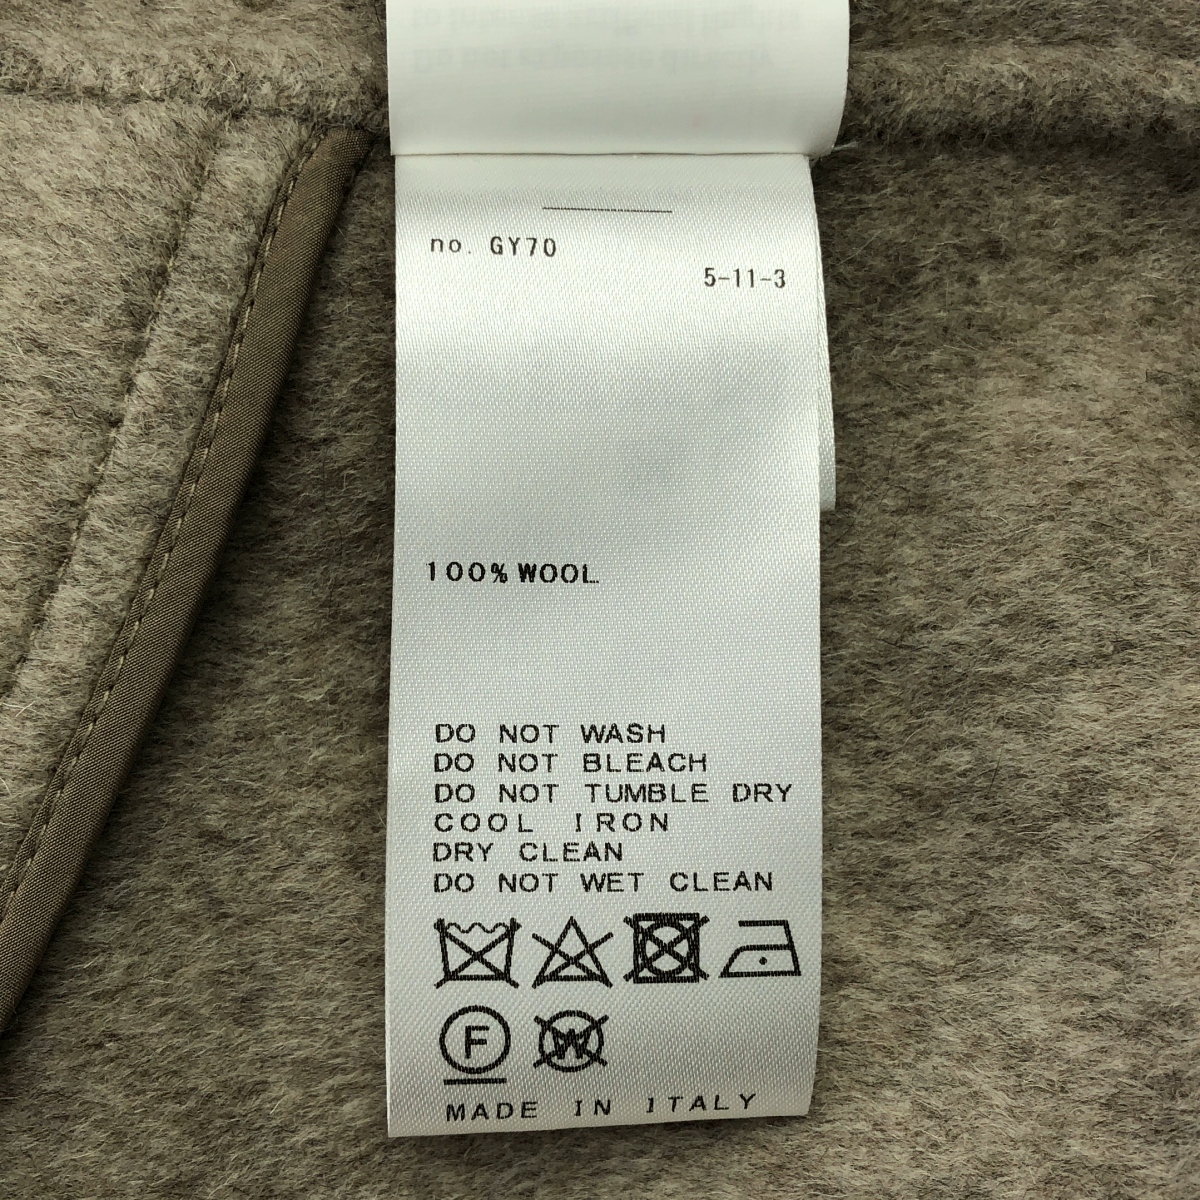 no. GY70
5-11-3
100% WOOL
DO NOT WASH
DO NOT BLEACH
DO NOT TUMBLE DRY
COOL IRON
DRY CLEAN
DO NOT WET CLEAN
F W
MADE IN ITALY